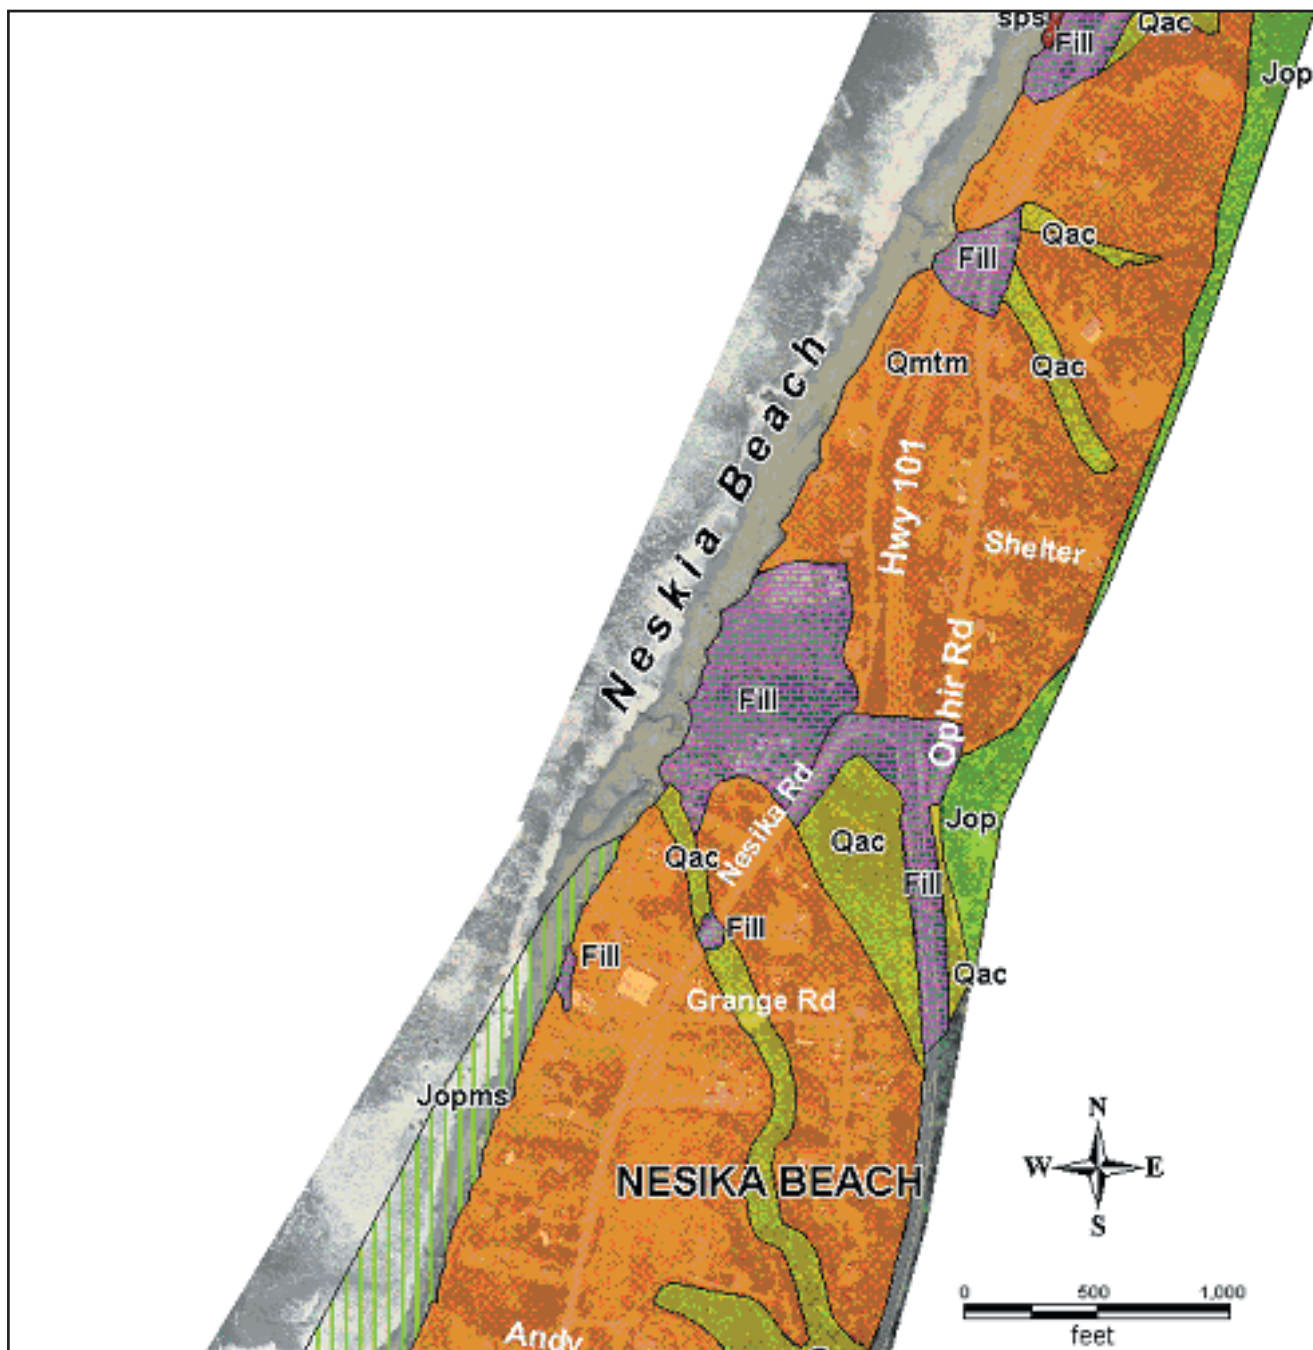 sps
Qac
Fill
Jop
Qac
Fill
Qmtm
Qac
Neskia Beach
Hwy 101
Shelter
Ophir Rd
Fill
Nesika Rd
Jop
Qac
Qac
Fill
Fill
Fill
Qac
Grange Rd
Jopms
N
W E
S
NESIKA BEACH
0 500 1,000
feet
Andy